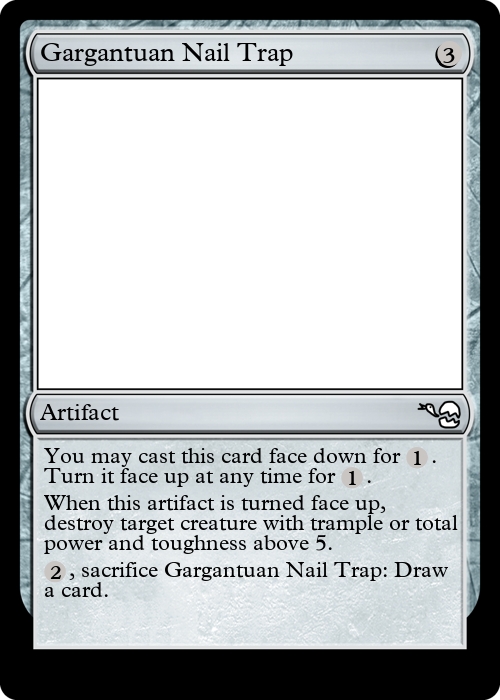 Gargantuan Nail Trap 3
Artifact
You may cast this card face down for 1 .
Turn it face up at any time for 1 .
When this artifact is turned face up,
destroy target creature with trample or total
power and toughness above 5.
2 , sacrifice Gargantuan Nail Trap: Draw
a card.